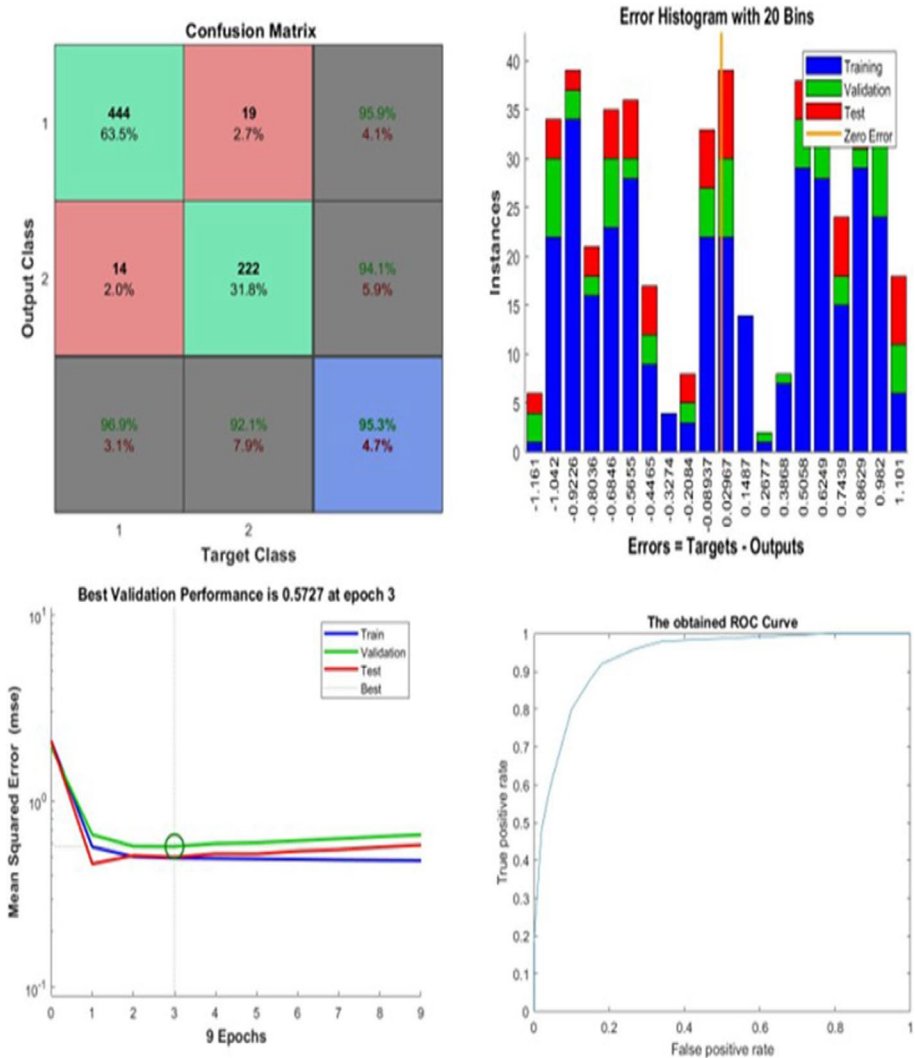 Confusion Matrix
Output Class
1
444
63.5%
19
2.7%
95.9%
4.1%
2
14
2.0%
222
31.8%
94.1%
5.9%
96.9%
3.1%
92.1%
7.9%
95.3%
4.7%
1 2
Target Class
Error Histogram with 20 Bins
Instances
40
35
30
25
20
15
10
5
0
Training
Validation
Test
Zero Error
-1.161
-1.042
-0.9226
-0.8036
-0.6846
-0.5655
-0.4465
-0.3274
-0.2084
-0.08937
0.02967
0.1487
0.2677
0.3868
0.5058
0.6249
0.7439
0.8629
0.982
1.101
Errors = Targets - Outputs
Best Validation Performance is 0.5727 at epoch 3
Mean Squared Error (mse)
10^1
10^0
10^-1
Train
Validation
Test
Best
0 1 2 3 4 5 6 7 8 9
9 Epochs
The obtained ROC Curve
True positive rate
1
0.9
0.8
0.7
0.6
0.5
0.4
0.3
0.2
0.1
0
0 0.2 0.4 0.6 0.8 1
False positive rate